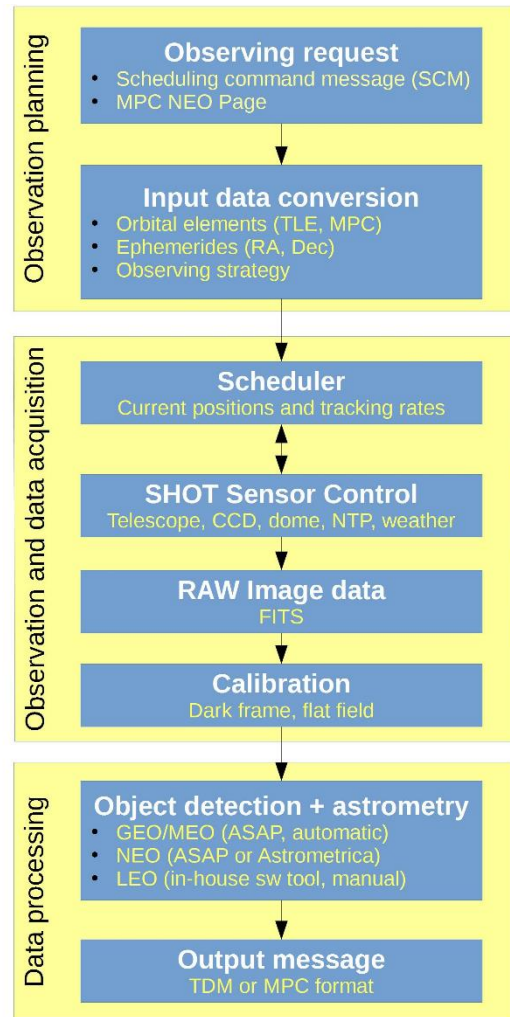 Observation planning
Observing request
• Scheduling command message (SCM)
• MPC NEO Page
Input data conversion
• Orbital elements (TLE, MPC)
• Ephemerides (RA, Dec)
• Observing strategy
Observation and data acquisition
Scheduler
Current positions and tracking rates
SHOT Sensor Control
Telescope, CCD, dome, NTP, weather
RAW Image data
FITS
Calibration
Dark frame, flat field
Data processing
Object detection + astrometry
• GEO/MEO (ASAP, automatic)
• NEO (ASAP or Astrometrica)
• LEO (in-house sw tool, manual)
Output message
TDM or MPC format